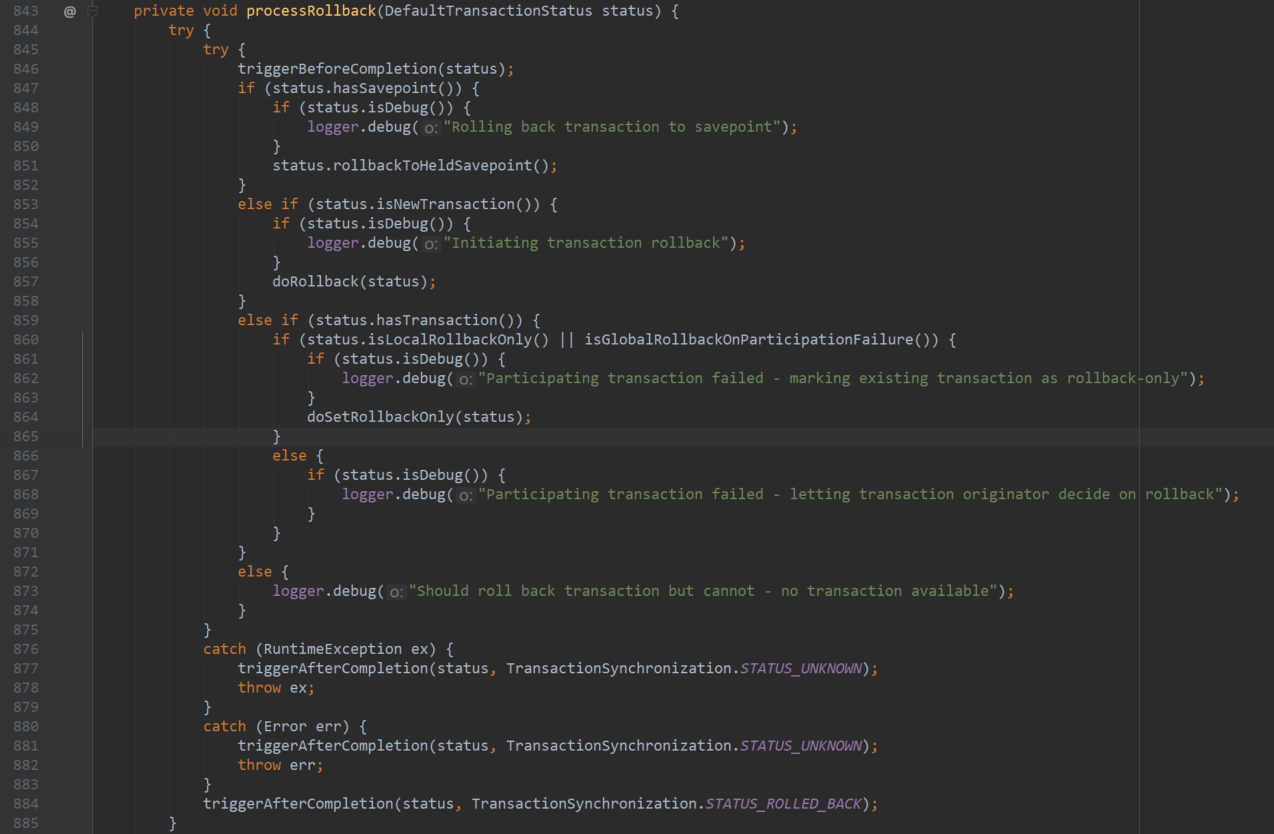 843 @ private void processRollback(DefaultTransactionStatus status) {
844 try {
845 try {
846 triggerBeforeCompletion(status);
847 if (status.hasSavepoint()) {
848 if (status.isDebug()) {
849 logger.debug( o: "Rolling back transaction to savepoint");
850 }
851 status.rollbackToHeldSavepoint();
852 }
853 else if (status.isNewTransaction()) {
854 if (status.isDebug()) {
855 logger.debug( o: "Initiating transaction rollback");
856 }
857 doRollback(status);
858 }
859 else if (status.hasTransaction()) {
860 if (status.isLocalRollbackOnly() || isGlobalRollbackOnParticipationFailure()) {
861 if (status.isDebug()) {
862 logger.debug( o: "Participating transaction failed - marking existing transaction as rollback-only");
863 }
864 doSetRollbackOnly(status);
865 }
866 else {
867 if (status.isDebug()) {
868 logger.debug( o: "Participating transaction failed - letting transaction originator decide on rollback");
869 }
870 }
871 }
872 else {
873 logger.debug( o: "Should roll back transaction but cannot - no transaction available");
874 }
875 }
876 catch (RuntimeException ex) {
877 triggerAfterCompletion(status, TransactionSynchronization.STATUS_UNKNOWN);
878 throw ex;
879 }
880 catch (Error err) {
881 triggerAfterCompletion(status, TransactionSynchronization.STATUS_UNKNOWN);
882 throw err;
883 }
884 triggerAfterCompletion(status, TransactionSynchronization.STATUS_ROLLED_BACK);
885 }